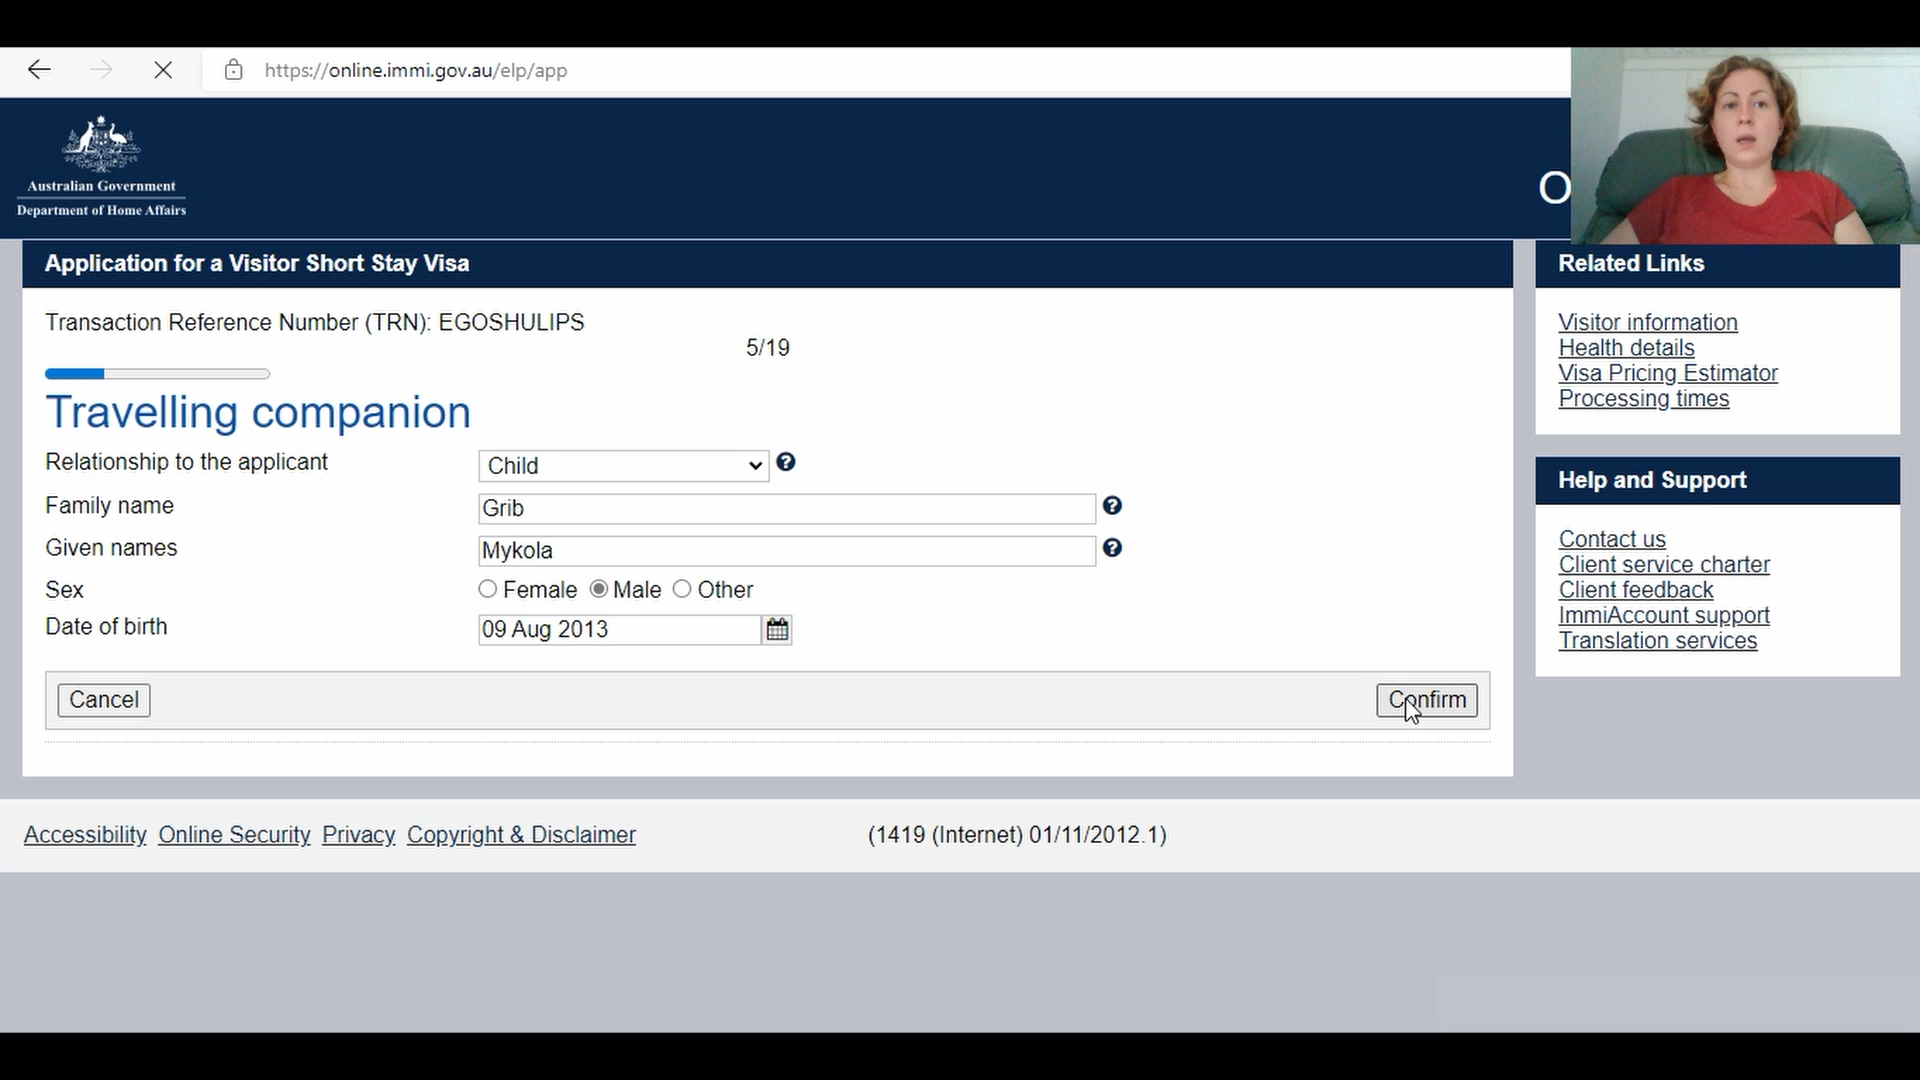 https://online.immi.gov.au/elp/app
Australian Government
Department of Home Affairs
O
Application for a Visitor Short Stay Visa
Transaction Reference Number (TRN): EGOSHULIPS
5/19
Travelling companion
Relationship to the applicant Child
Family name Grib
Given names Mykola
Sex Female Male Other
Date of birth 09 Aug 2013
Cancel Confirm
Related Links
Visitor information
Health details
Visa Pricing Estimator
Processing times
Help and Support
Contact us
Client service charter
Client feedback
ImmiAccount support
Translation services
Accessibility Online Security Privacy Copyright & Disclaimer (1419 (Internet) 01/11/2012.1)